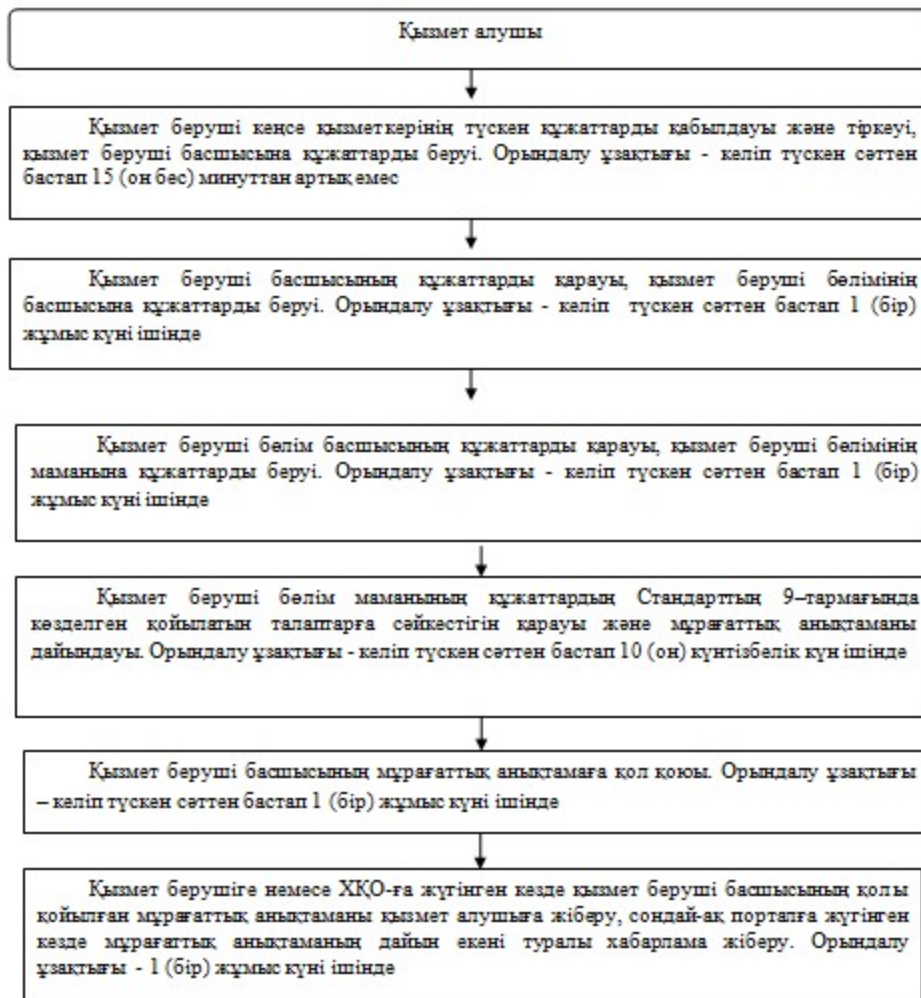 Қызмет алушы
Қызмет беруші кеңсе қызметкерінің түскен құжаттарды қабылдауы және тіркеуі,
қызмет беруші басшысына құжаттарды беруі. Орындалу ұзақтығы - келіп түскен сәттен
бастап 15 (он бес) минуттан артық емес
Қызмет беруші басшысының құжаттарды қарауы, қызмет беруші бөлімінің
басшысына құжаттарды беруі. Орындалу ұзақтығы - келіп түскен сәттен бастап 1 (бір)
жұмыс күні ішінде
Қызмет беруші бөлім басшысының құжаттарды қарауы, қызмет беруші бөлімінің
маманына құжаттарды беруі. Орындалу ұзақтығы - келіп түскен сәттен бастап 1 (бір)
жұмыс күні ішінде
Қызмет беруші бөлім маманының құжаттардың Стандарттың 9–тармағында
көзделген қойылатын талаптарға сәйкестігін қарауы және мұрағаттық анықтаманы
дайындауы. Орындалу ұзақтығы - келіп түскен сәттен бастап 10 (он) күнтізбелік күн ішінде
Қызмет беруші басшысының мұрағаттық анықтамаға қол қоюы. Орындалу ұзақтығы
– келіп түскен сәттен бастап 1 (бір) жұмыс күні ішінде
Қызмет берушіге немесе ХҚО-ға жүгінген кезде қызмет беруші басшысының қолы
қойылған мұрағаттық анықтаманы қызмет алушыға жіберу, сондай-ақ порталға жүгінген
кезде мұрағаттық анықтаманың дайын екені туралы хабарлама жіберу. Орындалу
ұзақтығы - 1 (бір) жұмыс күні ішінде